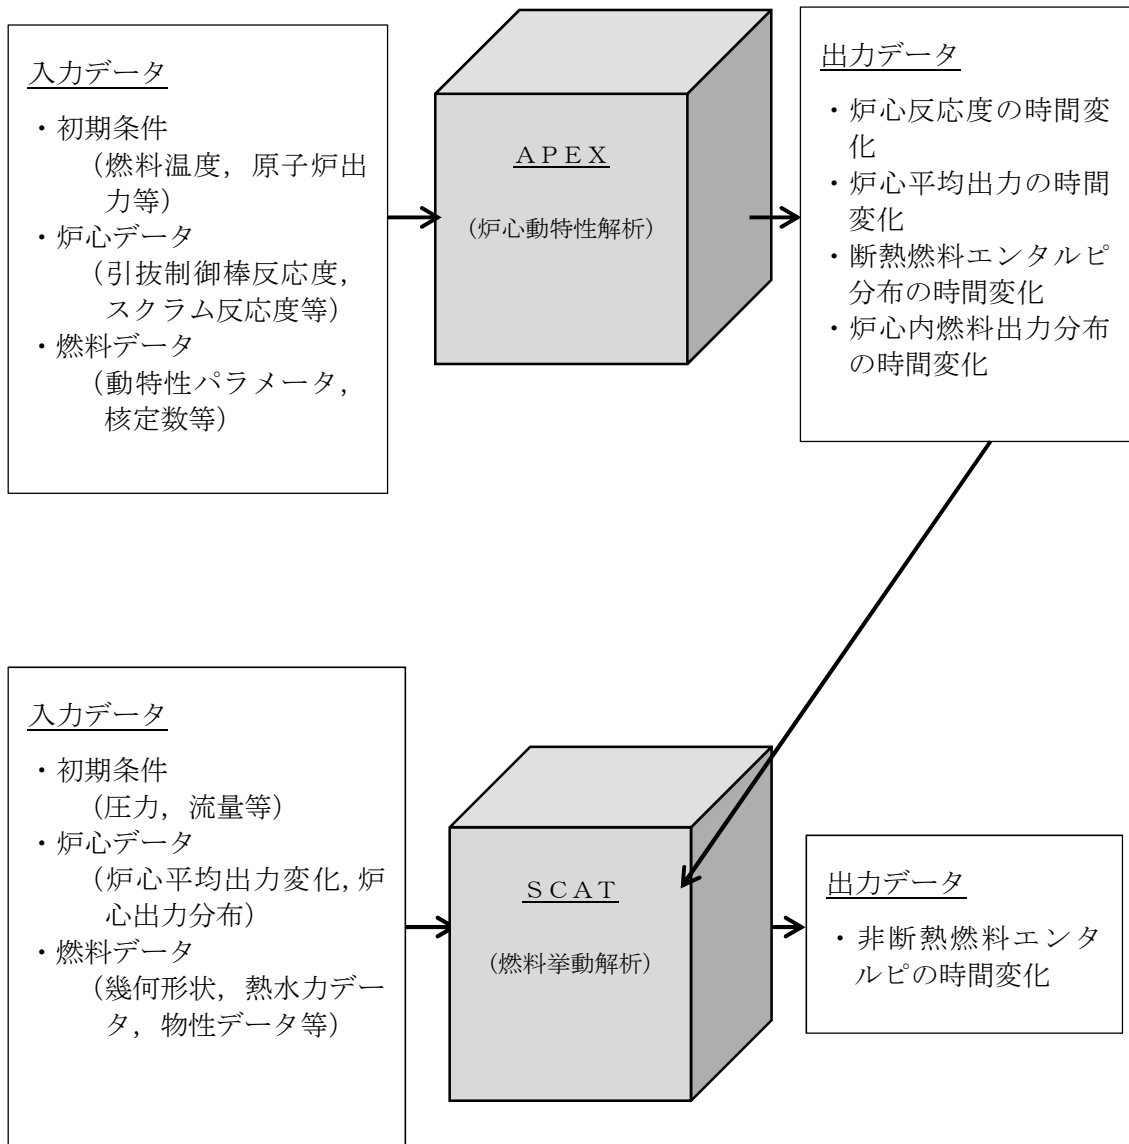 入力データ
・初期条件
（燃料温度，原子炉出
力等）
・炉心データ
（引抜制御棒反応度，
スクラム反応度等）
・燃料データ
（動特性パラメータ，
核定数等）
ＡＰＥＸ
（炉心動特性解析）
出力データ
・炉心反応度の時間変
化
・炉心平均出力の時間
変化
・断熱燃料エンタルピ
分布の時間変化
・炉心内燃料出力分布
の時間変化
入力データ
・初期条件
（圧力，流量等）
・炉心データ
（炉心平均出力変化,炉
心出力分布）
・燃料データ
（幾何形状，熱水力デー
タ，物性データ等）
ＳＣＡＴ
（燃料挙動解析）
出力データ
・非断熱燃料エンタ
ルピの時間変化